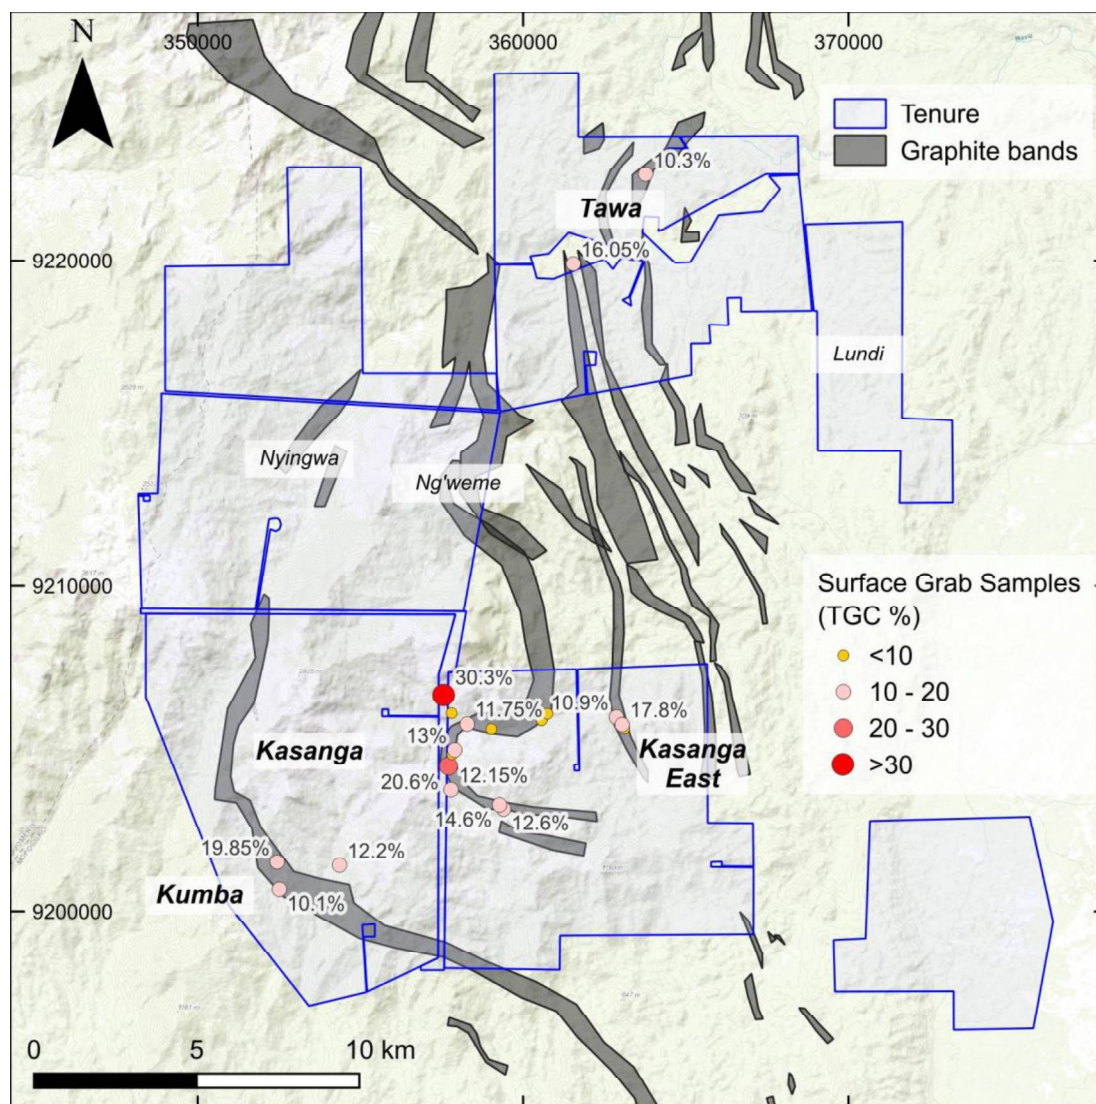 N
350000
360000
370000
Tenure
Graphite bands
10.3%
Tawa
16.05%
9220000
Lundi
Nyingwa
Ng'weme
9210000
Surface Grab Samples
(TGC %)
<10
10 - 20
20 - 30
>30
30.3%
11.75%
10.9%
17.8%
13%
Kasanga
Kasanga
East
20.6%
12.15%
14.6%
12.6%
19.85%
12.2%
Kumba
10.1%
9200000
0
5
10 km